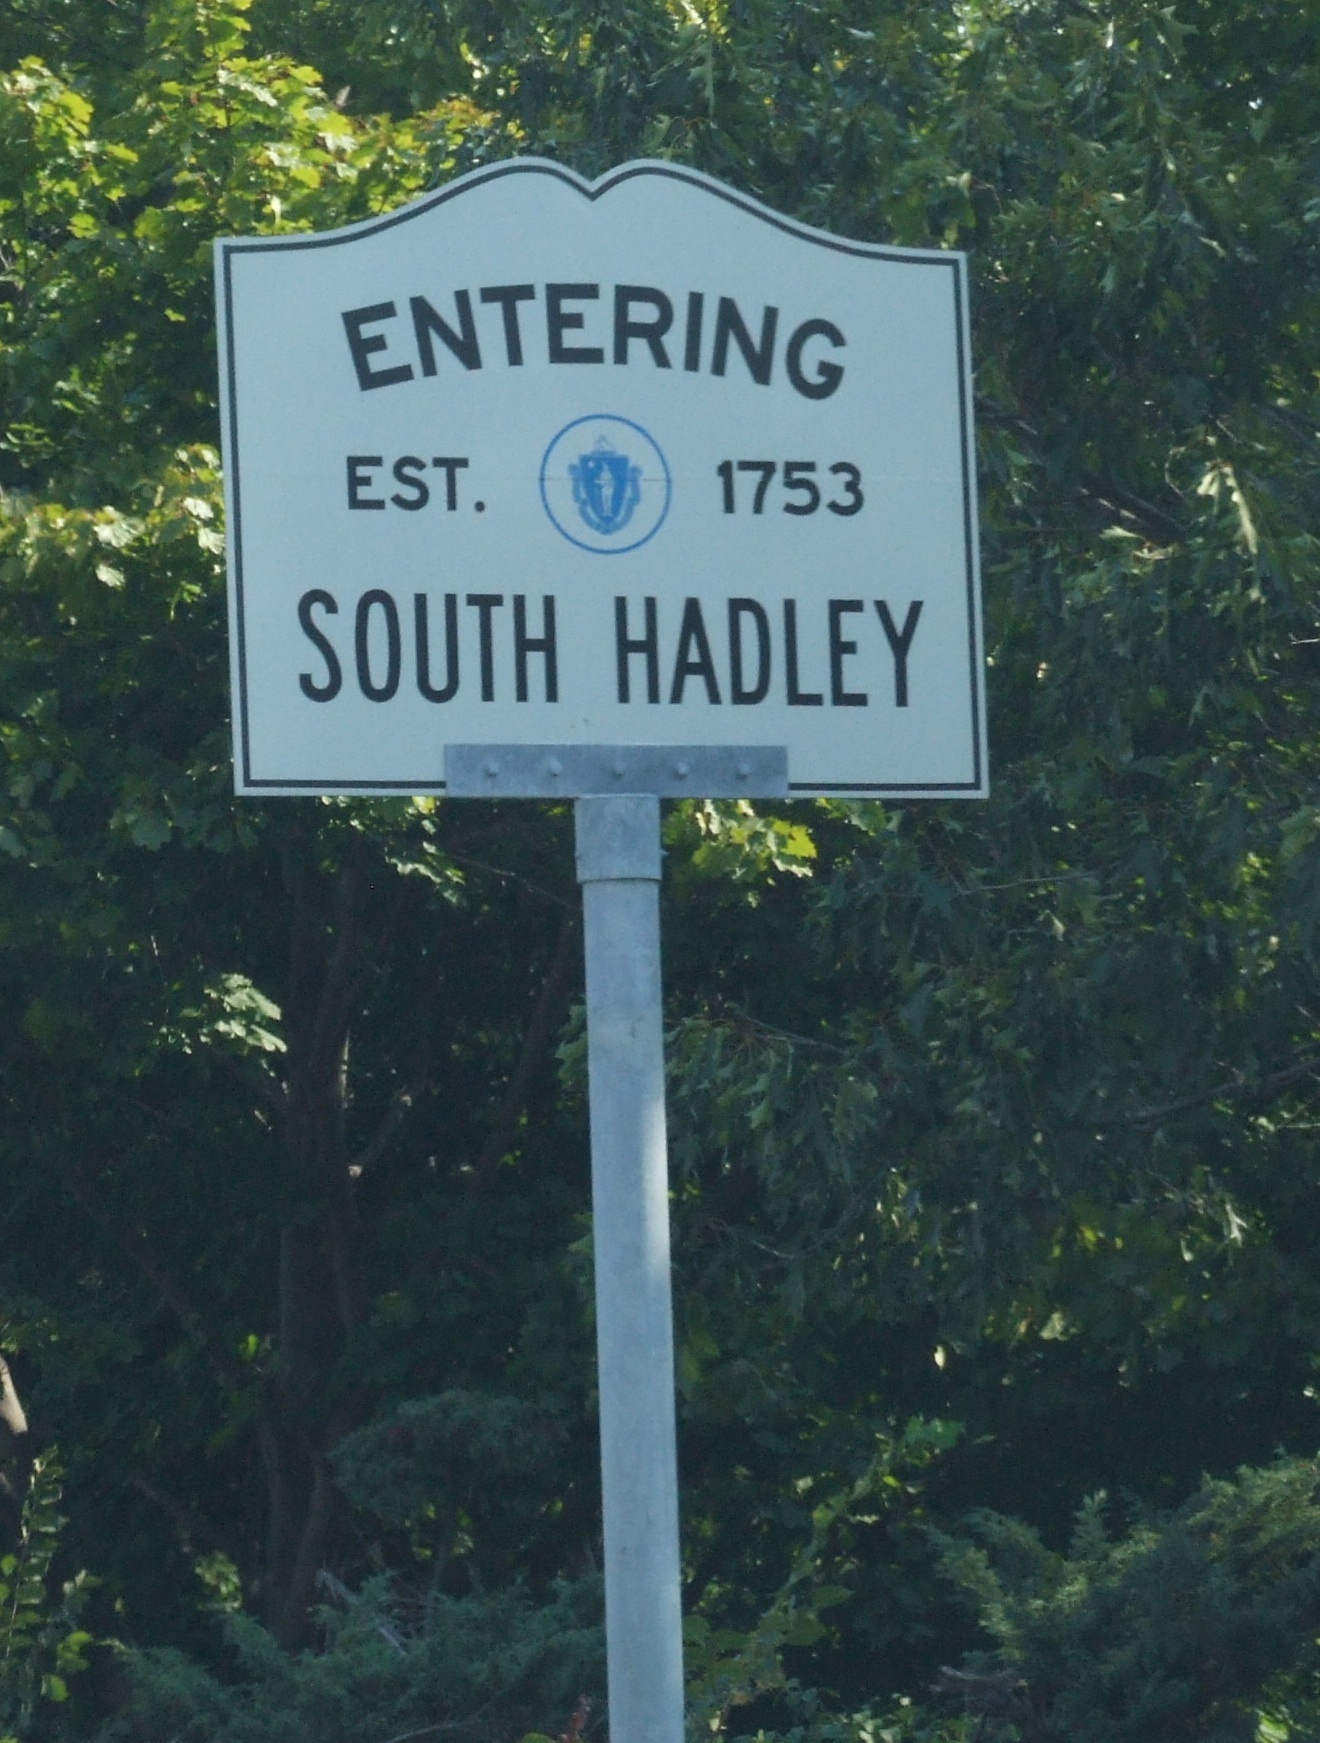 ENTERING
EST. 1753
SOUTH HADLEY